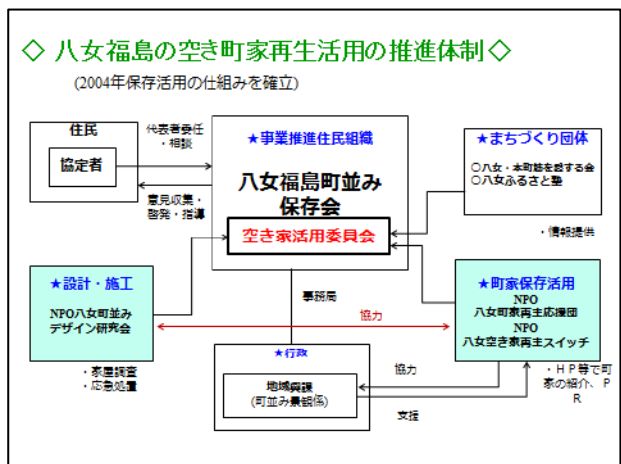 ◇ 八女福島の空き町家再生活用の推進体制◇
(2004年保存活用の仕組みを確立)
住民
協定者
代表者委任
・相談
意見収集・
啓発・指導
★事業推進住民組織
八女福島町並み
保存会
空き家活用委員会
★まちづくり団体
○八女・本町筋を愛する会
○八女ふるさと塾
・情報提供
★設計・施工
NPO八女町並み
デザイン研究会
・家屋調査
・応急処置
事務局
協力
★町家保存活用
NPO
八女町家再生応援団
NPO
八女空き家再生スイッチ
・HP等で町
家の紹介、P
R
★行政
地域興課
(町並み景観係)
協力
支援